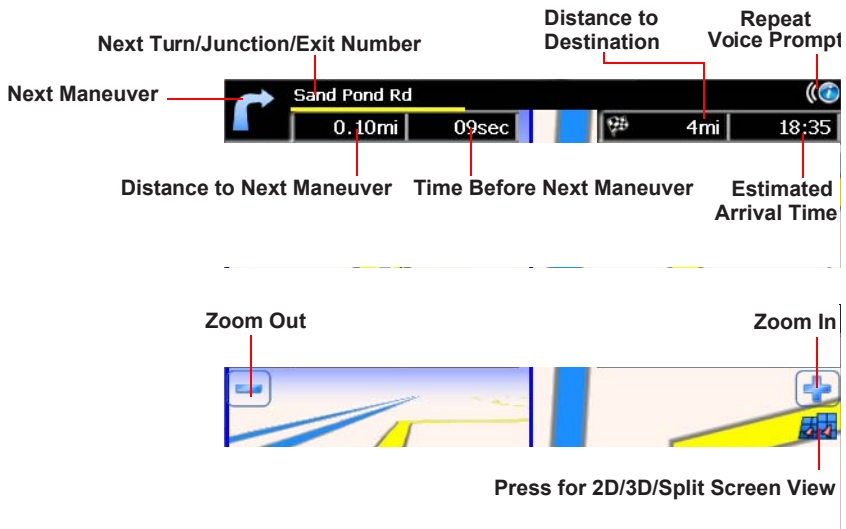 Distance to Destination
Repeat Voice Prompt
Next Turn/Junction/Exit Number
Next Maneuver
Sand Pond Rd
0.10mi
09sec
4mi
18:35
Distance to Next Maneuver
Time Before Next Maneuver
Estimated Arrival Time
Zoom Out
Zoom In
Press for 2D/3D/Split Screen View